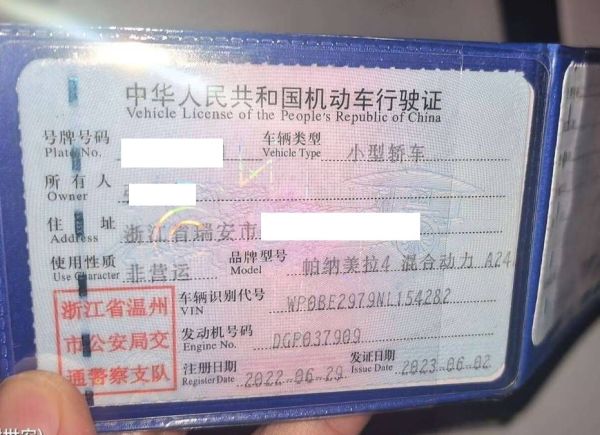 中华人民共和国机动车行驶证
Vehicle License of the People's Republic of China
号牌号码 车辆类型
Plate No. Vehicle Type 小型轿车
所有人
Owner
住址
Address 浙江省瑞安市
使用性质 品牌型号
Use Character 非营运 Model 帕纳美拉4 混合动力 A24
浙江省温州
市公安局交
通警察支队
车辆识别代号
VIN WP0BE2979NL154282
发动机号码
Engine No. DGP037909
注册日期 发证日期
Register Date 2022-06-29 Issue Date 2023-06-02